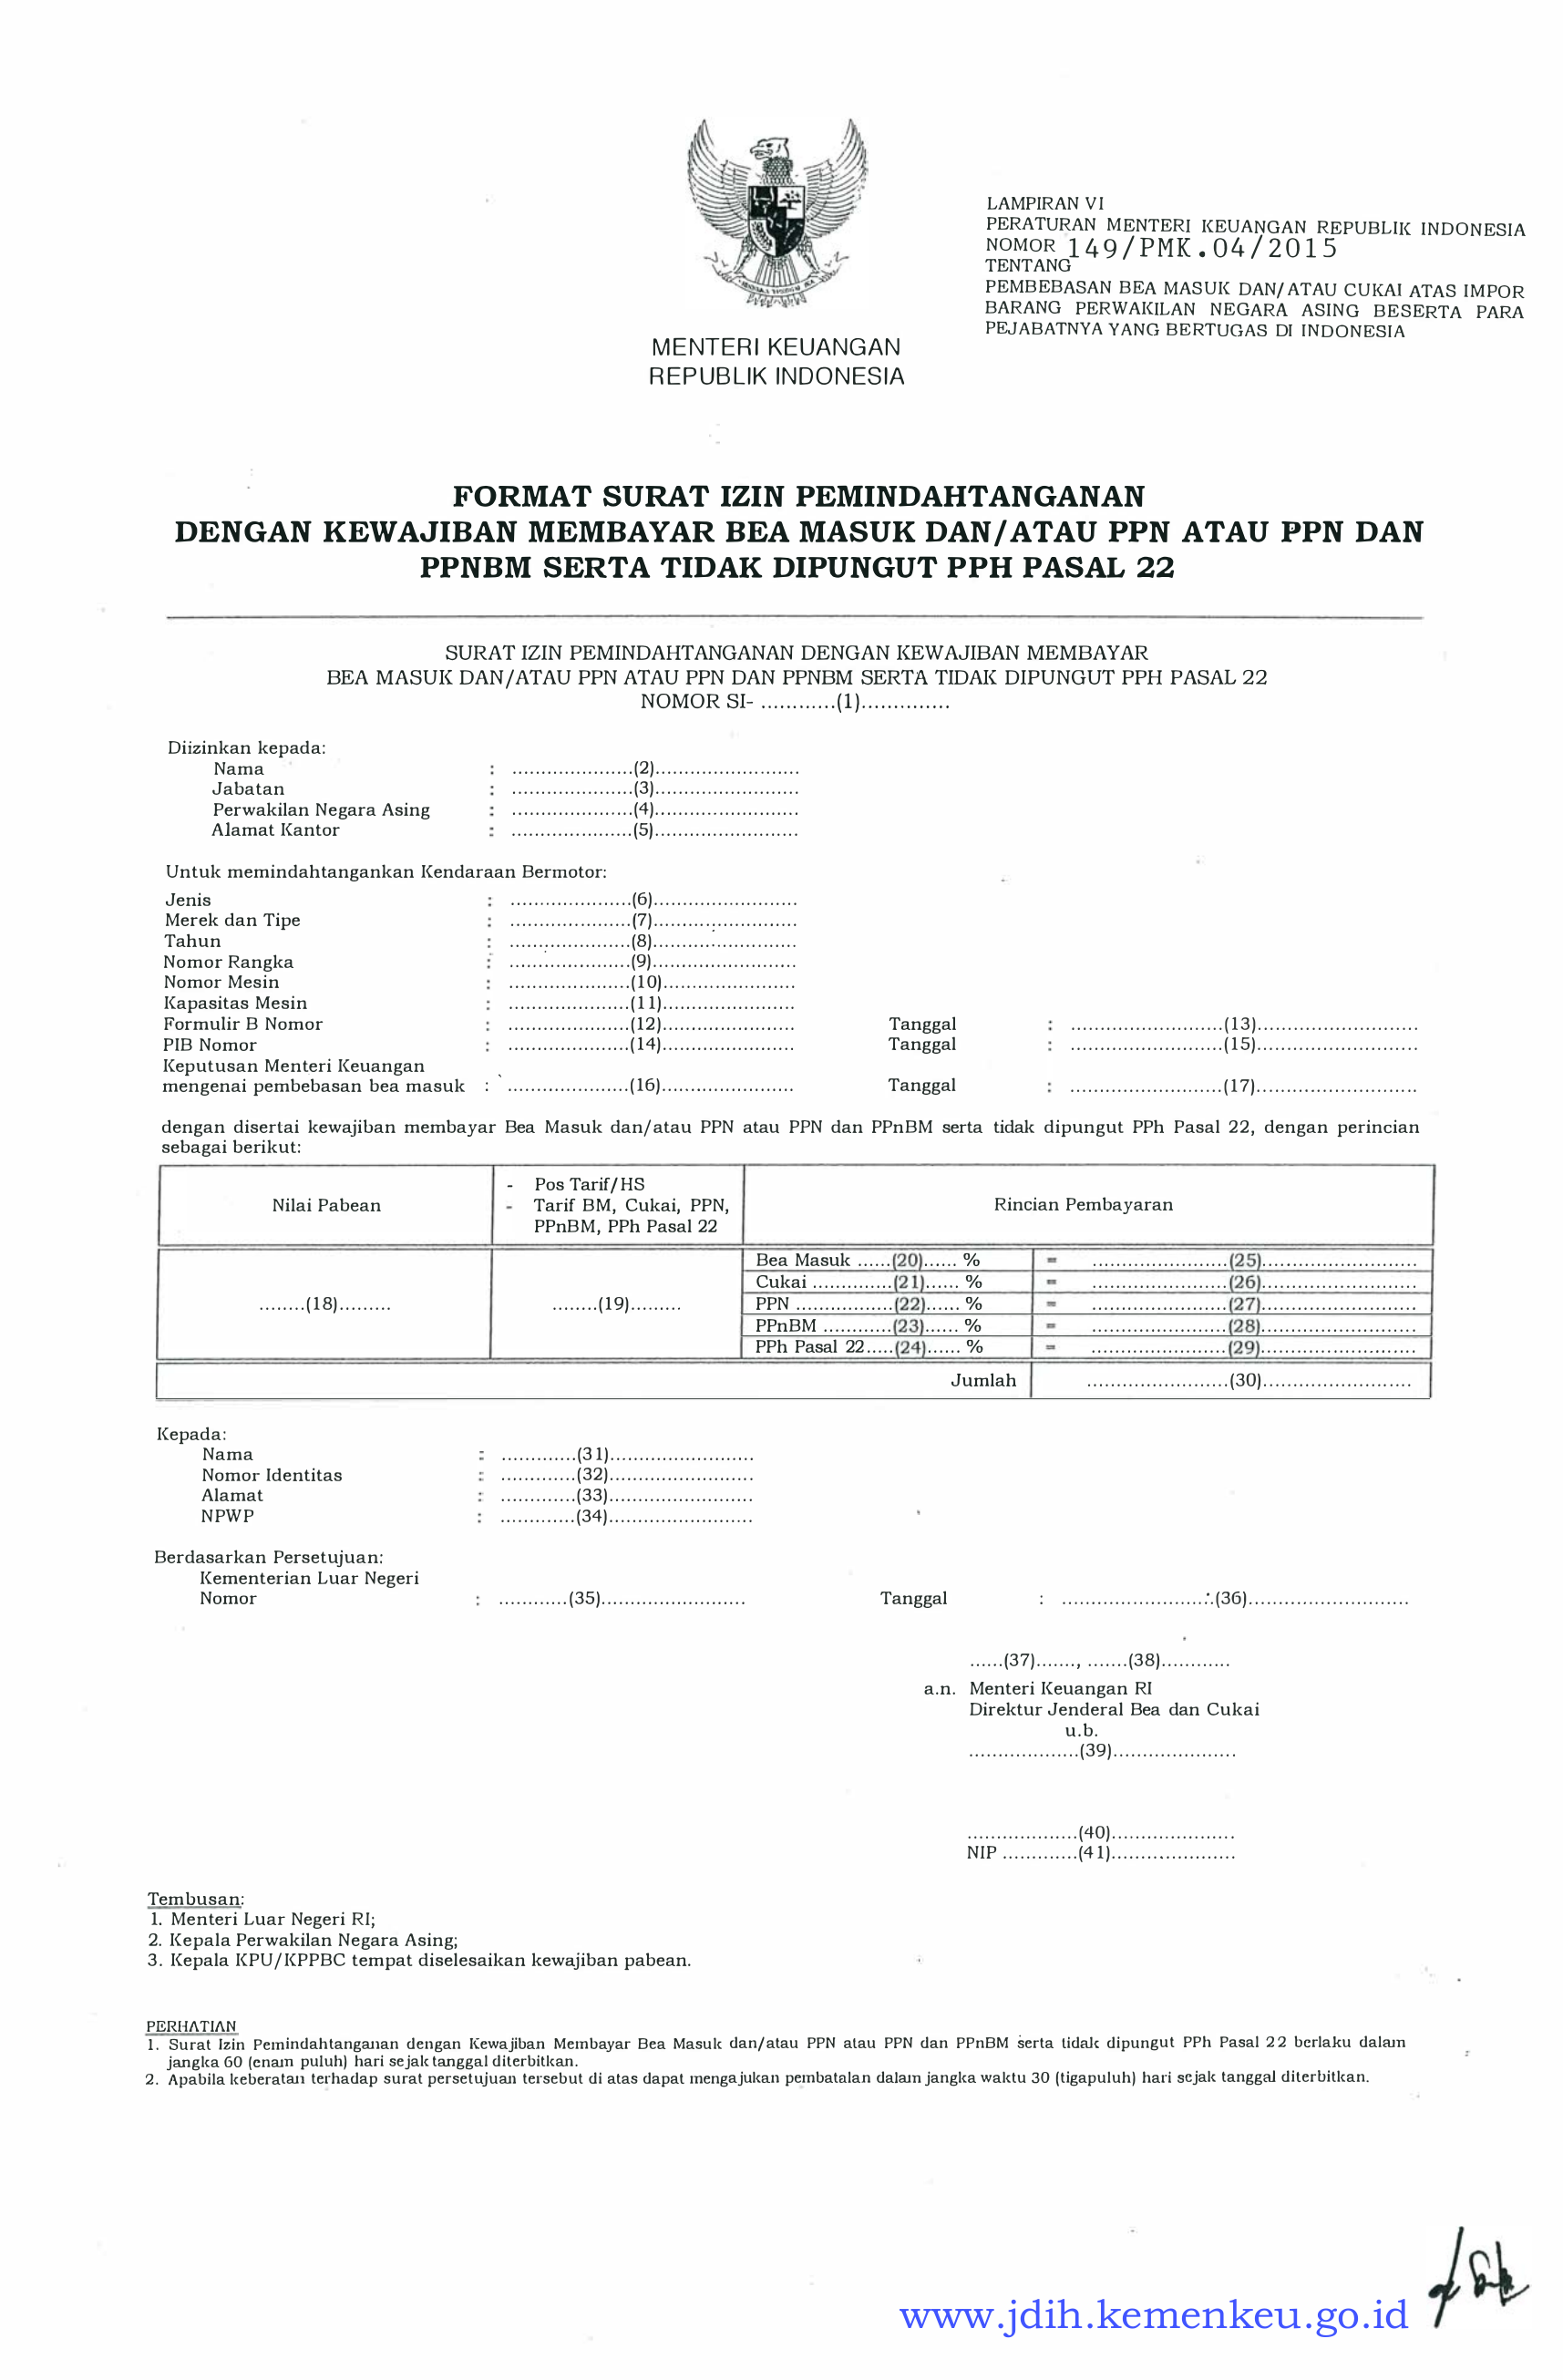 LAMPIRAN VI
PERATURAN MENTERI KEUANGAN REPUBLIK INDONESIA
NOMOR 149/PMK.04/2015
TENTANG
PEMBEBASAN BEA MASUK DAN/ATAU CUKAI ATAS IMPOR
BARANG PERWAKILAN NEGARA ASING BESERTA PARA
PEJABATNYA YANG BERTUGAS DI INDONESIA
MENTERI KEUANGAN
REPUBLIK INDONESIA
FORMAT SURAT IZIN PEMINDAHTANGANAN
DENGAN KEWAJIBAN MEMBAYAR BEA MASUK DAN/ATAU PPN ATAU PPN DAN
PPNBM SERTA TIDAK DIPUNGUT PPH PASAL 22
SURAT IZIN PEMINDAHTANGANAN DENGAN KEWAJIBAN MEMBAYAR
BEA MASUK DAN/ATAU PPN ATAU PPN DAN PPNBM SERTA TIDAK DIPUNGUT PPH PASAL 22
NOMOR SI- ............(1)..............
Diizinkan kepada:
Nama : .....................(2).........................
Jabatan : .....................(3).........................
Perwakilan Negara Asing : .....................(4).........................
Alamat Kantor : .....................(5).........................
Untuk memindahtangankan Kendaraan Bermotor:
Jenis : .....................(6).........................
Merek dan Tipe : .....................(7).........................
Tahun : .....................(8).........................
Nomor Rangka : .....................(9).........................
Nomor Mesin : .....................(10).......................
Kapasitas Mesin : .....................(11).......................
Formulir B Nomor : .....................(12)....................... Tanggal : ..........................(13)............................
PIB Nomor : .....................(14)....................... Tanggal : ..........................(15)............................
Keputusan Menteri Keuangan
mengenai pembebasan bea masuk : .....................(16)....................... Tanggal : ..........................(17)............................
dengan disertai kewajiban membayar Bea Masuk dan/atau PPN atau PPN dan PPnBM serta tidak dipungut PPh Pasal 22, dengan perincian
sebagai berikut:
Nilai Pabean
- Pos Tarif/HS
- Tarif BM, Cukai, PPN,
PPnBM, PPh Pasal 22
Rincian Pembayaran
........(18).........
........(19).........
Bea Masuk ......(20)...... % = ........................(25)...........................
Cukai ..............(21)...... % = ........................(26)...........................
PPN .................(22)...... % = ........................(27)...........................
PPnBM ............(23)...... % = ........................(28)...........................
PPh Pasal 22.....(24)...... % = ........................(29)...........................
Jumlah .........................(30)..........................
Kepada:
Nama : .............(31).........................
Nomor Identitas : .............(32).........................
Alamat : .............(33).........................
NPWP : .............(34).........................
Berdasarkan Persetujuan:
Kementerian Luar Negeri
Nomor : ............(35)......................... Tanggal : ..........................(36)............................
......(37)......., .......(38)............
a.n. Menteri Keuangan RI
Direktur Jenderal Bea dan Cukai
u.b.
...................(39).....................
...................(40).....................
NIP .............(41).....................
Tembusan:
1. Menteri Luar Negeri RI;
2. Kepala Perwakilan Negara Asing;
3. Kepala KPU/KPPBC tempat diselesaikan kewajiban pabean.
PERHATIAN
1. Surat Izin Pemindahtanganan dengan Kewajiban Membayar Bea Masuk dan/atau PPN atau PPN dan PPnBM serta tidak dipungut PPh Pasal 22 berlaku dalam
jangka 60 (enam puluh) hari sejak tanggal diterbitkan.
2. Apabila keberatan terhadap surat persetujuan tersebut di atas dapat mengajukan pembatalan dalam jangka waktu 30 (tigapuluh) hari sejak tanggal diterbitkan.
www.jdih.kemenkeu.go.id